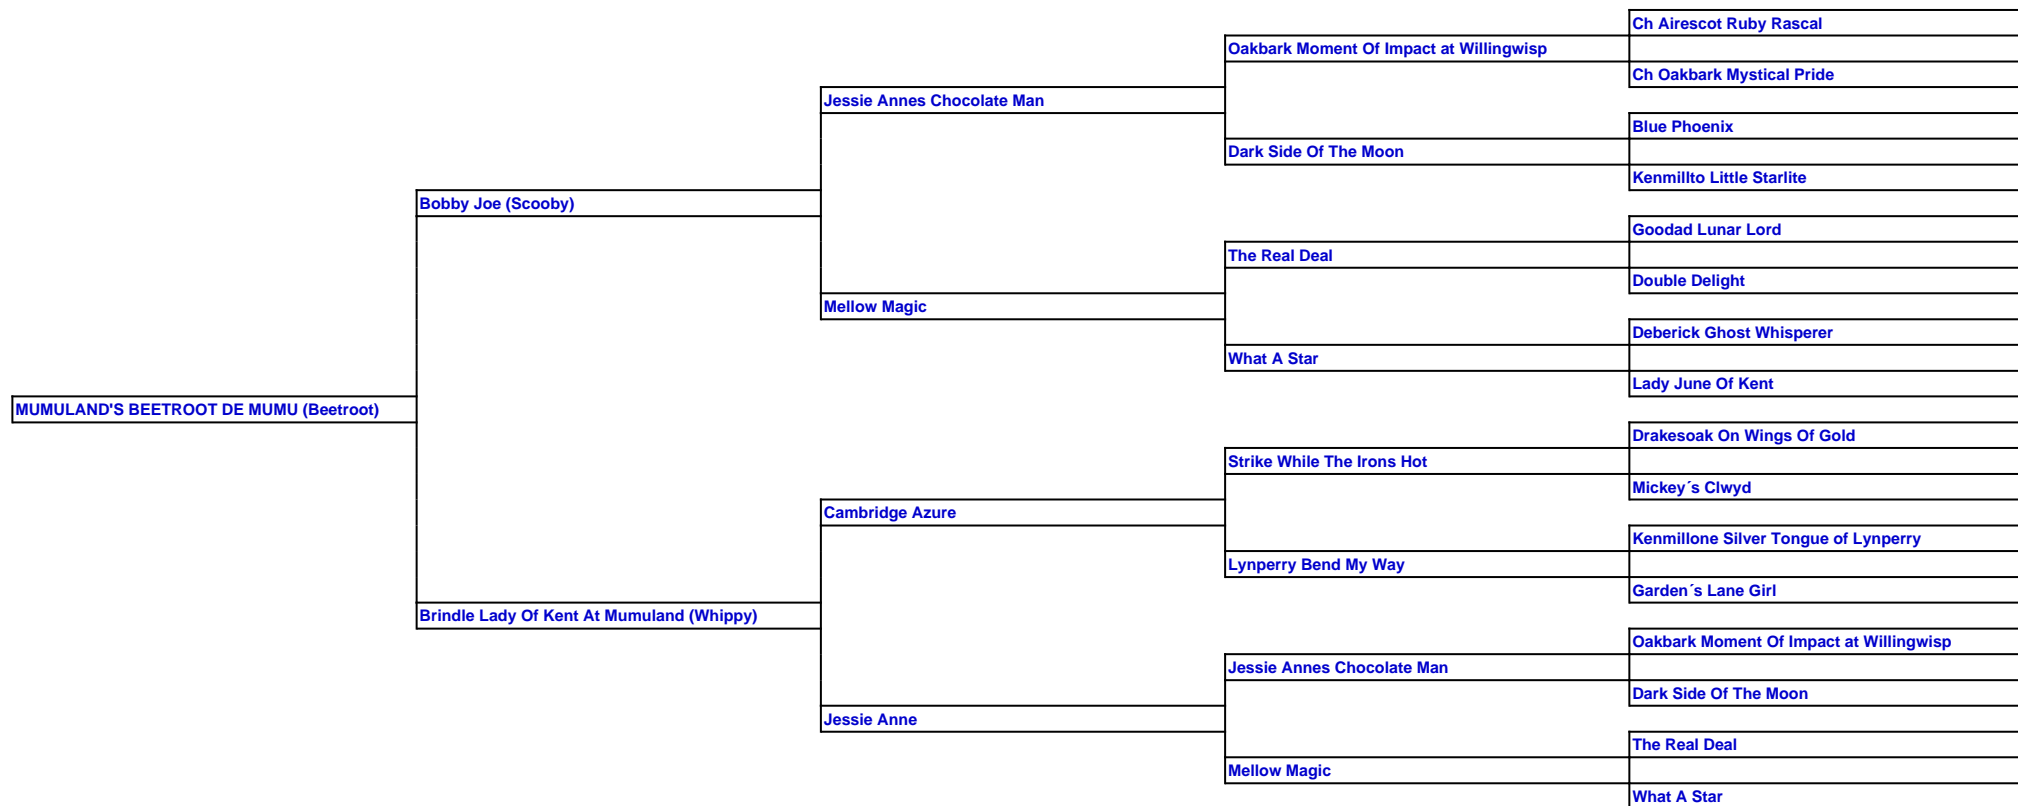 Ch Airescot Ruby Rascal
Oakbark Moment Of Impact at Willingwisp
Ch Oakbark Mystical Pride
Jessie Annes Chocolate Man
Blue Phoenix
Dark Side Of The Moon
Kenmillto Little Starlite
Bobby Joe (Scooby)
Goodad Lunar Lord
The Real Deal
Double Delight
Mellow Magic
Deberick Ghost Whisperer
What A Star
Lady June Of Kent
MUMULAND'S BEETROOT DE MUMU (Beetroot)
Drakesoak On Wings Of Gold
Strike While The Irons Hot
Mickey´s Clwyd
Cambridge Azure
Kenmillone Silver Tongue of Lynperry
Lynperry Bend My Way
Garden´s Lane Girl
Brindle Lady Of Kent At Mumuland (Whippy)
Oakbark Moment Of Impact at Willingwisp
Jessie Annes Chocolate Man
Dark Side Of The Moon
Jessie Anne
The Real Deal
Mellow Magic
What A Star